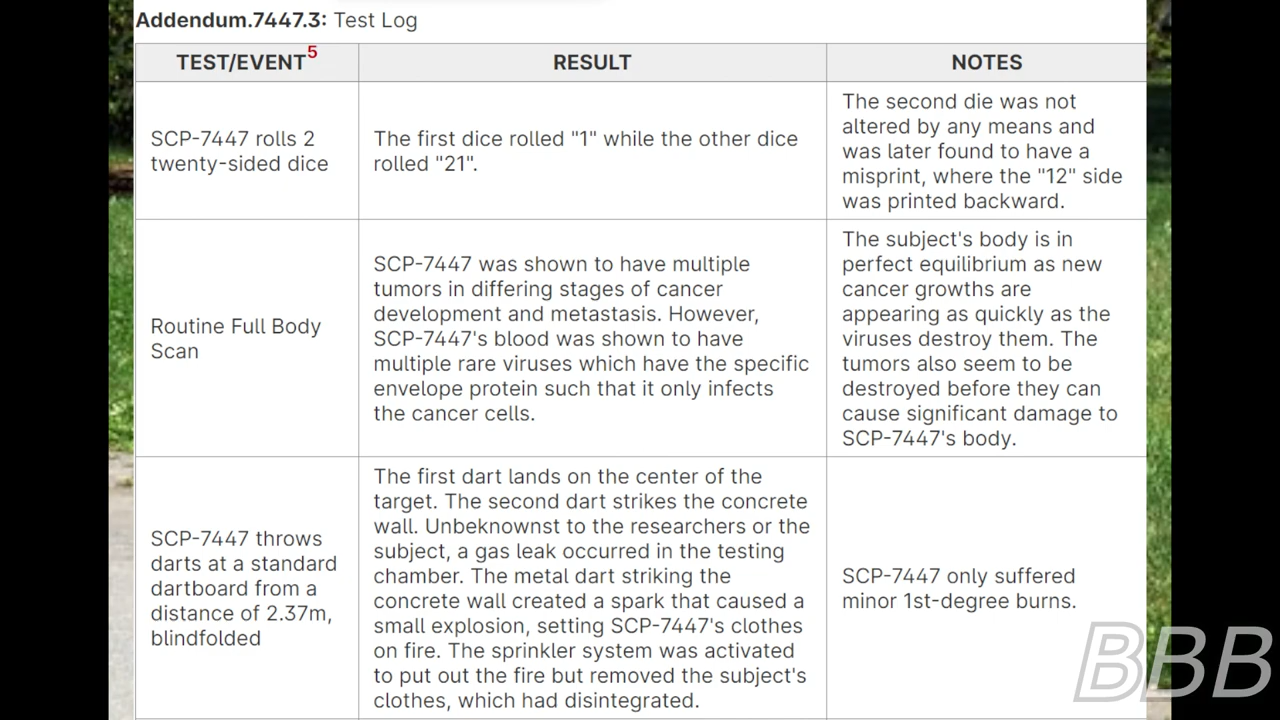 Addendum.7447.3: Test Log
TEST/EVENT5
RESULT
NOTES
SCP-7447 rolls 2
twenty-sided dice
The first dice rolled "1" while the other dice
rolled "21".
The second die was not
altered by any means and
was later found to have a
misprint, where the "12" side
was printed backward.
Routine Full Body
Scan
SCP-7447 was shown to have multiple
tumors in differing stages of cancer
development and metastasis. However,
SCP-7447's blood was shown to have
multiple rare viruses which have the specific
envelope protein such that it only infects
the cancer cells.
The subject's body is in
perfect equilibrium as new
cancer growths are
appearing as quickly as the
viruses destroy them. The
tumors also seem to be
destroyed before they can
cause significant damage to
SCP-7447's body.
SCP-7447 throws
darts at a standard
dartboard from a
distance of 2.37m,
blindfolded
The first dart lands on the center of the
target. The second dart strikes the concrete
wall. Unbeknownst to the researchers or the
subject, a gas leak occurred in the testing
chamber. The metal dart striking the
concrete wall created a spark that caused a
small explosion, setting SCP-7447's clothes
on fire. The sprinkler system was activated
to put out the fire but removed the subject's
clothes, which had disintegrated.
SCP-7447 only suffered
minor 1st-degree burns.
BBB